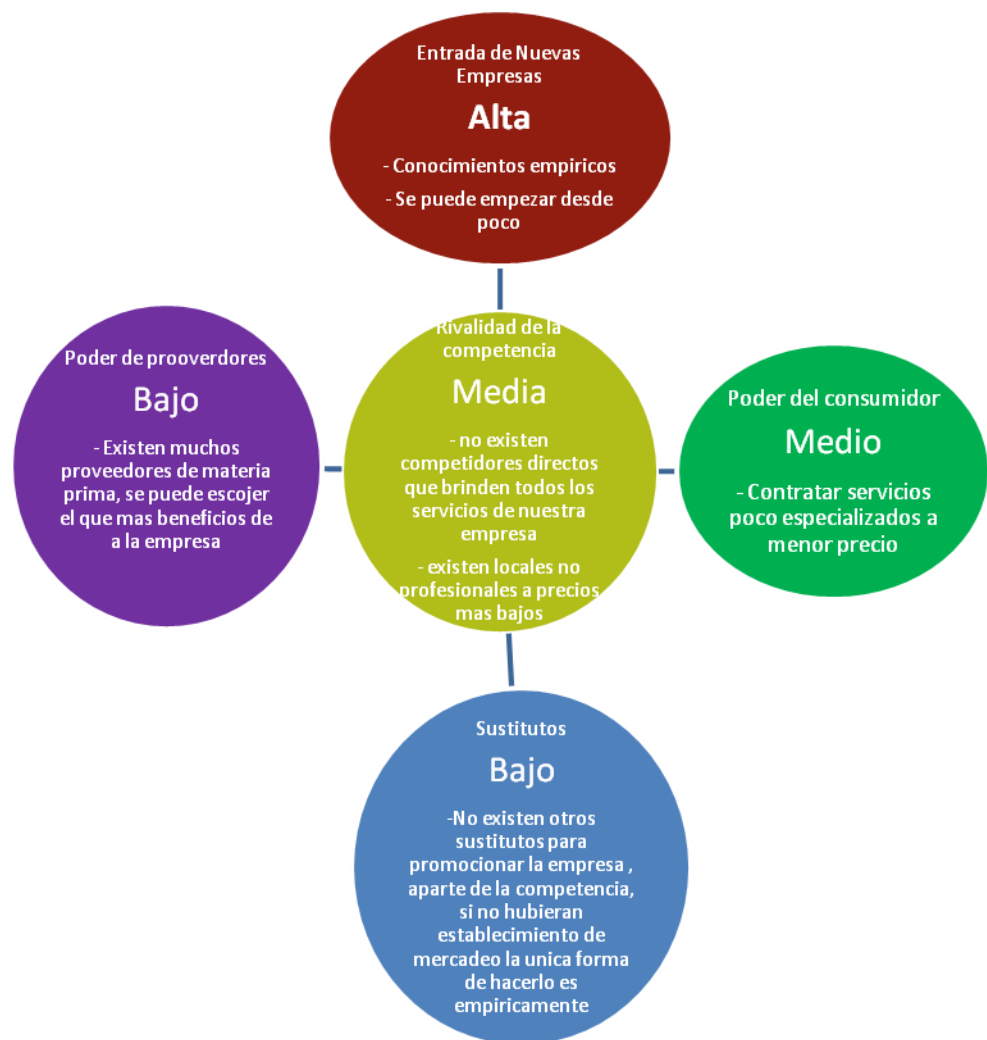 Entrada de Nuevas
Empresas
Alta
- Conocimientos empiricos
- Se puede empezar desde
poco
Poder de prooverdores
Bajo
- Existen muchos
proveedores de materia
prima, se puede escojer
el que mas beneficios de
a la empresa
Rivalidad de la
competencia
Media
- no existen
competidores directos
que brinden todos los
servicios de nuestra
empresa
- existen locales no
profesionales a precios
mas bajos
Poder del consumidor
Medio
- Contratar servicios
poco especializados a
menor precio
Sustitutos
Bajo
-No existen otros
sustitutos para
promocionar la empresa ,
aparte de la competencia,
si no hubieran
establecimiento de
mercadeo la unica forma
de hacerlo es
empiricamente